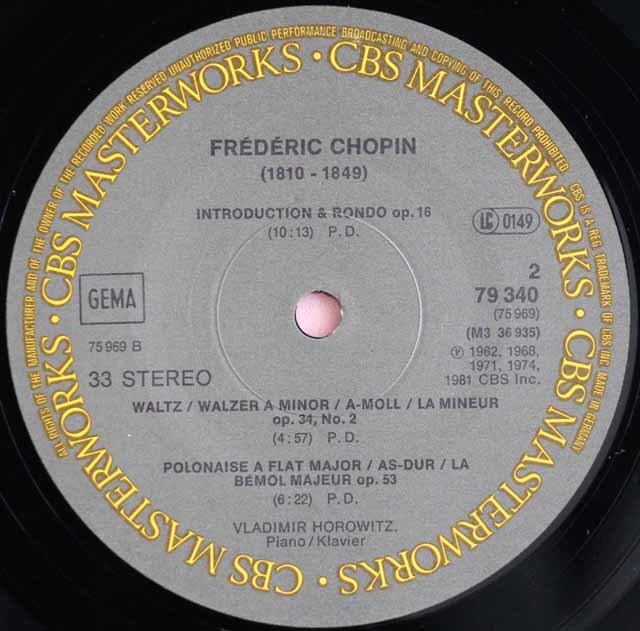 ALL RIGHTS OF THE MANUFACTURER AND OF THE OWNER OF THE RECORDED WORK RESERVED UNAUTHORIZED PUBLIC PERFORMANCE BROADCASTING AND COPYING OF THIS RECORD PROHIBITED CBS IS A REG TRADEMARK OF CBS INC MADE IN GERMANY
CBS MASTERWORKS • CBS MASTERWORKS • CBS MASTERWORKS • CBS MASTERWORKS •
FRÉDÉRIC CHOPIN
(1810 - 1849)
INTRODUCTION & RONDO op. 16
(10:13) P.D.
LC 0149
GEMA
75 969 B
33 STEREO
2
79 340
(75 969)
(M3 36 935)
℗ 1962, 1968,
1971, 1974,
1981 CBS Inc.
WALTZ / WALZER A MINOR / A-MOLL / LA MINEUR
op. 34, No. 2
(4:57) P.D.
POLONAISE A FLAT MAJOR / AS-DUR / LA
BÉMOL MAJEUR op. 53
(6:22) P.D.
VLADIMIR HOROWITZ,
Piano / Klavier